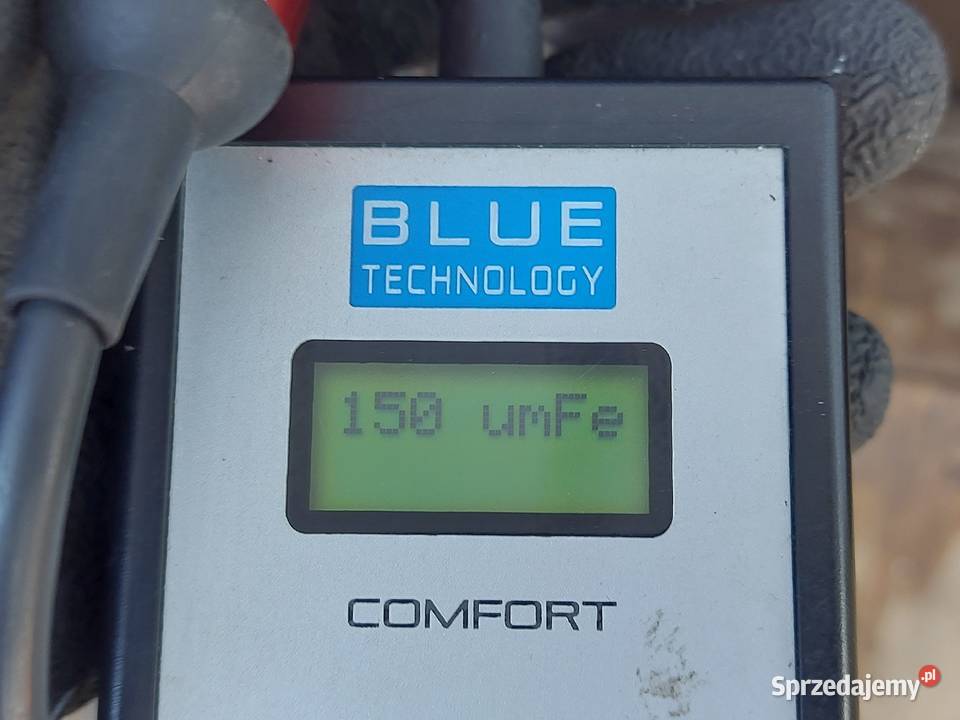 BLUE
TECHNOLOGY
150 umFe
COMFORT
Sprzedajemy.pl